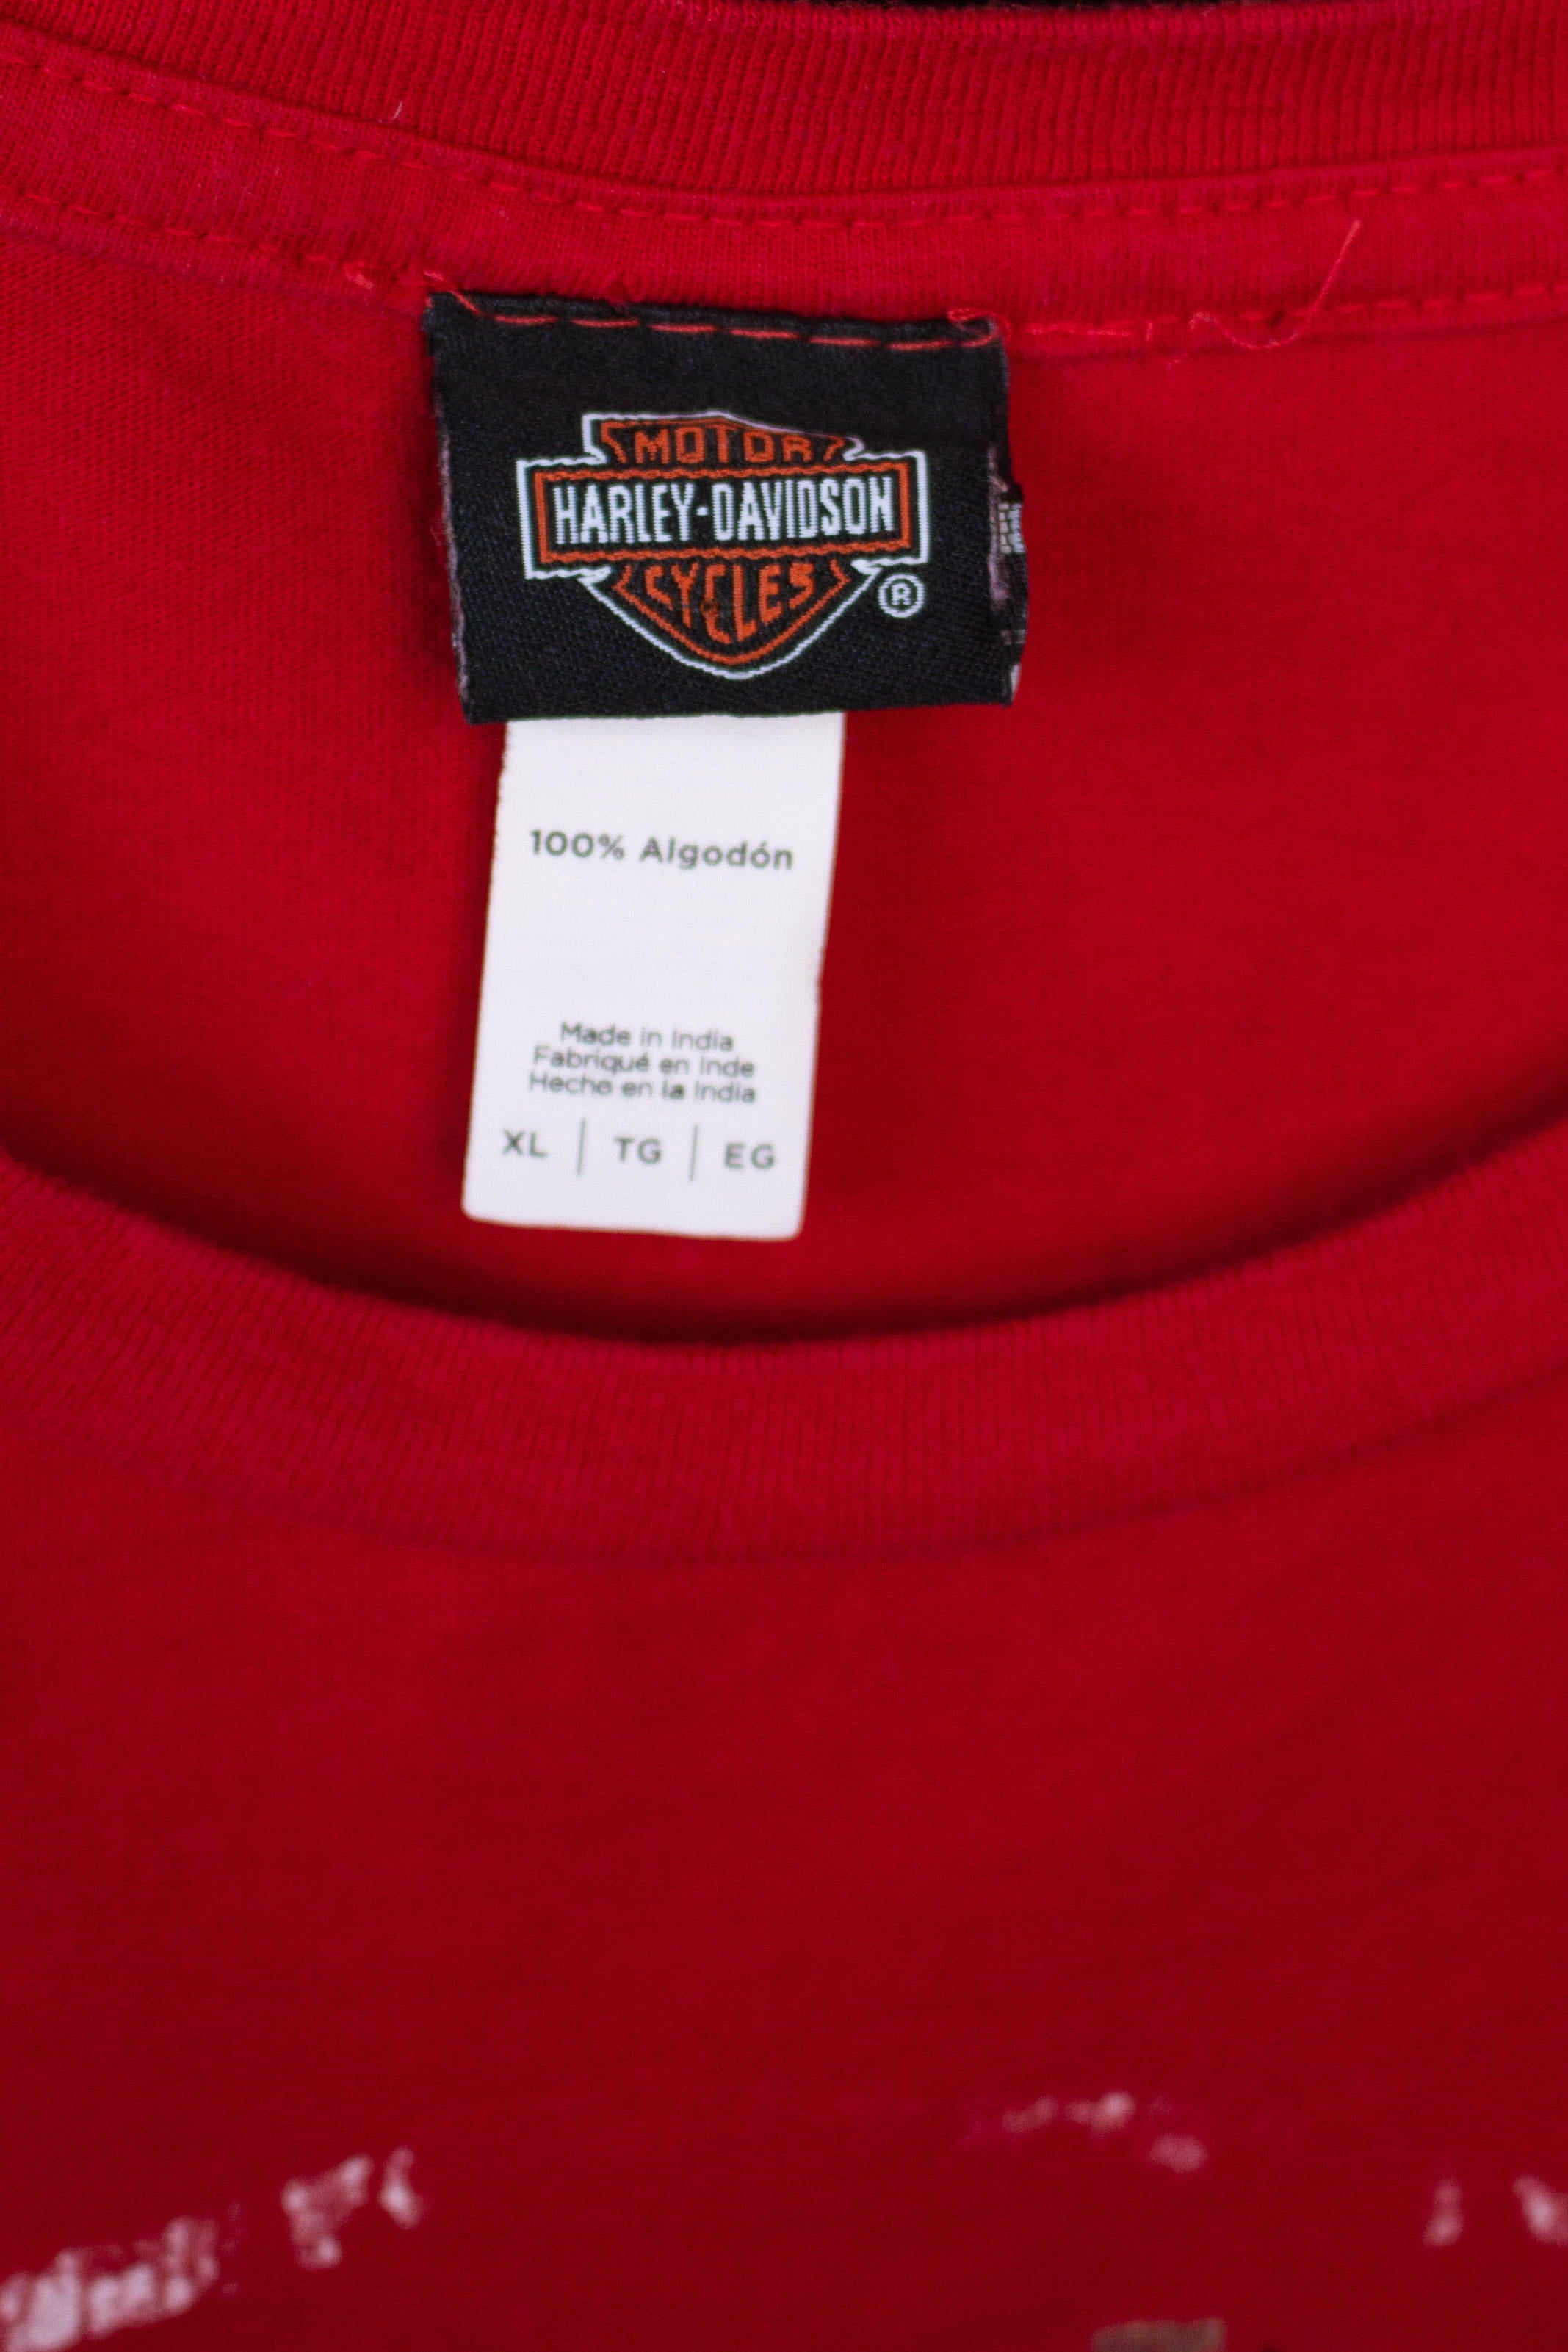 MOTOR
HARLEY-DAVIDSON
CYCLES
®
100% Algodón
Made in India
Fabriqué en Inde
Hecho en la India
XL | TG | EG